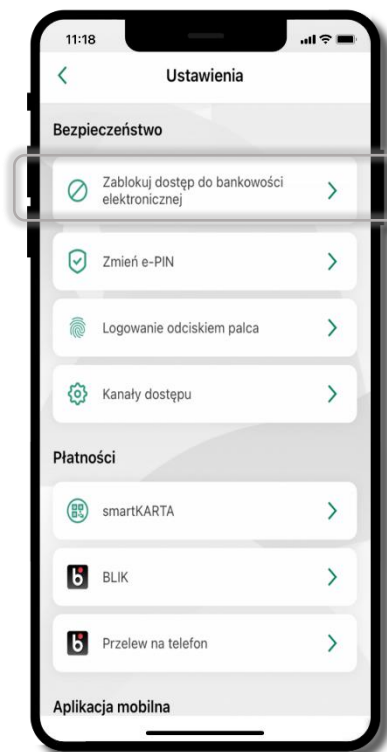 11:18
Ustawienia
Bezpieczeństwo
Zablokuj dostęp do bankowości
elektronicznej
Zmień e-PIN
Logowanie odciskiem palca
Kanały dostępu
Płatności
smartKARTA
BLIK
Przelew na telefon
Aplikacja mobilna